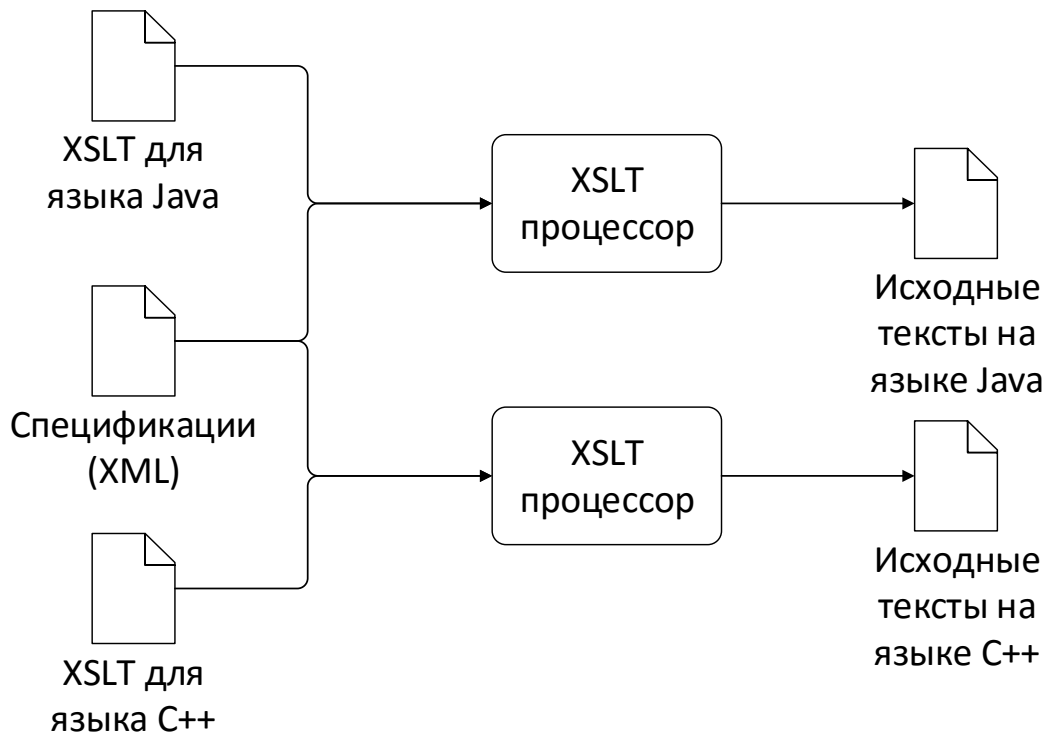 XSLT для
языка Java
XSLT
процессор
Исходные
тексты на
языке Java
Спецификации
(XML)
XSLT
процессор
Исходные
тексты на
языке C++
XSLT для
языка C++